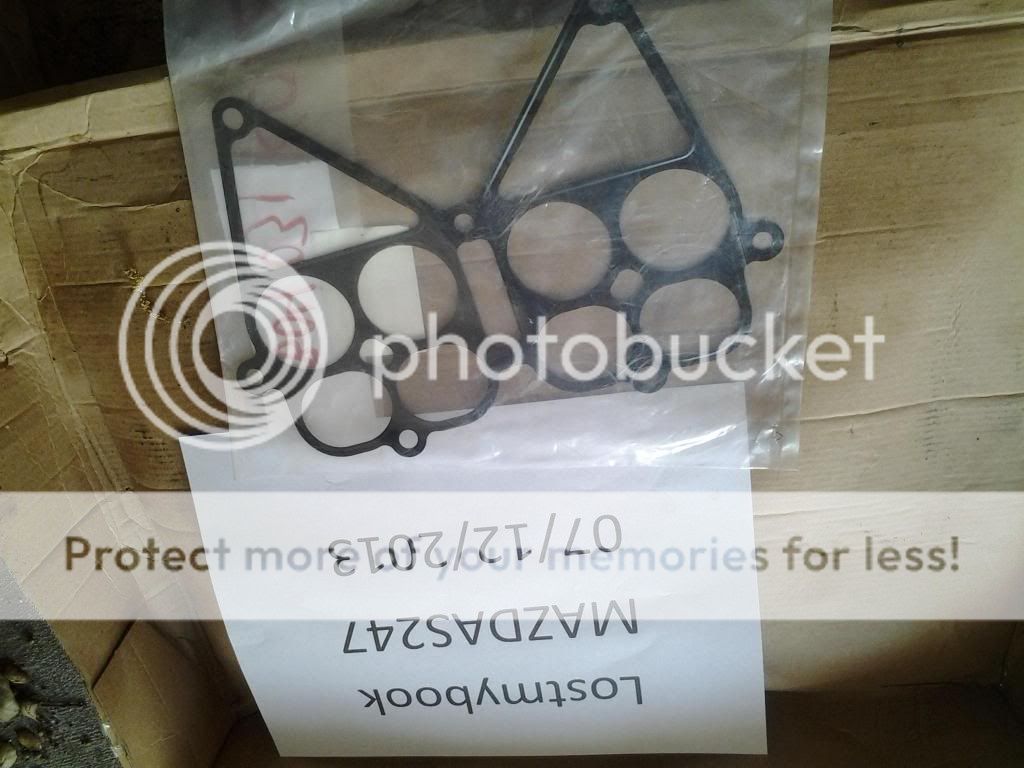 photobucket
Protect more of your memories for less!
Lostmybook
MAZDAS247
07/12/2013